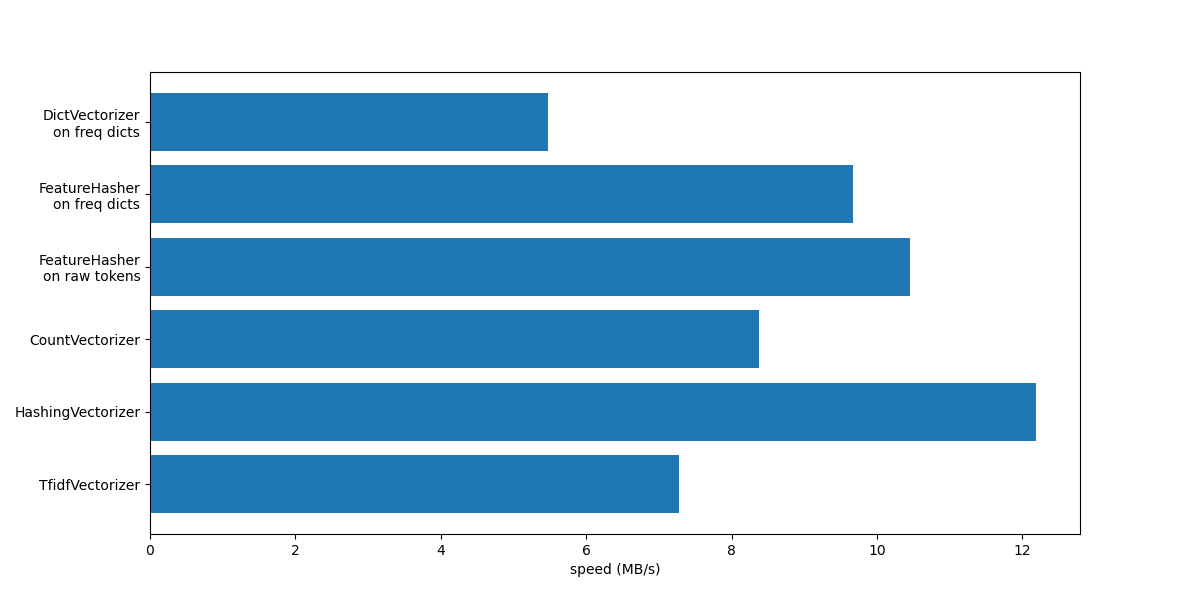 DictVectorizer
on freq dicts
FeatureHasher
on freq dicts
FeatureHasher
on raw tokens
CountVectorizer
HashingVectorizer
TfidfVectorizer
0 2 4 6 8 10 12
speed (MB/s)